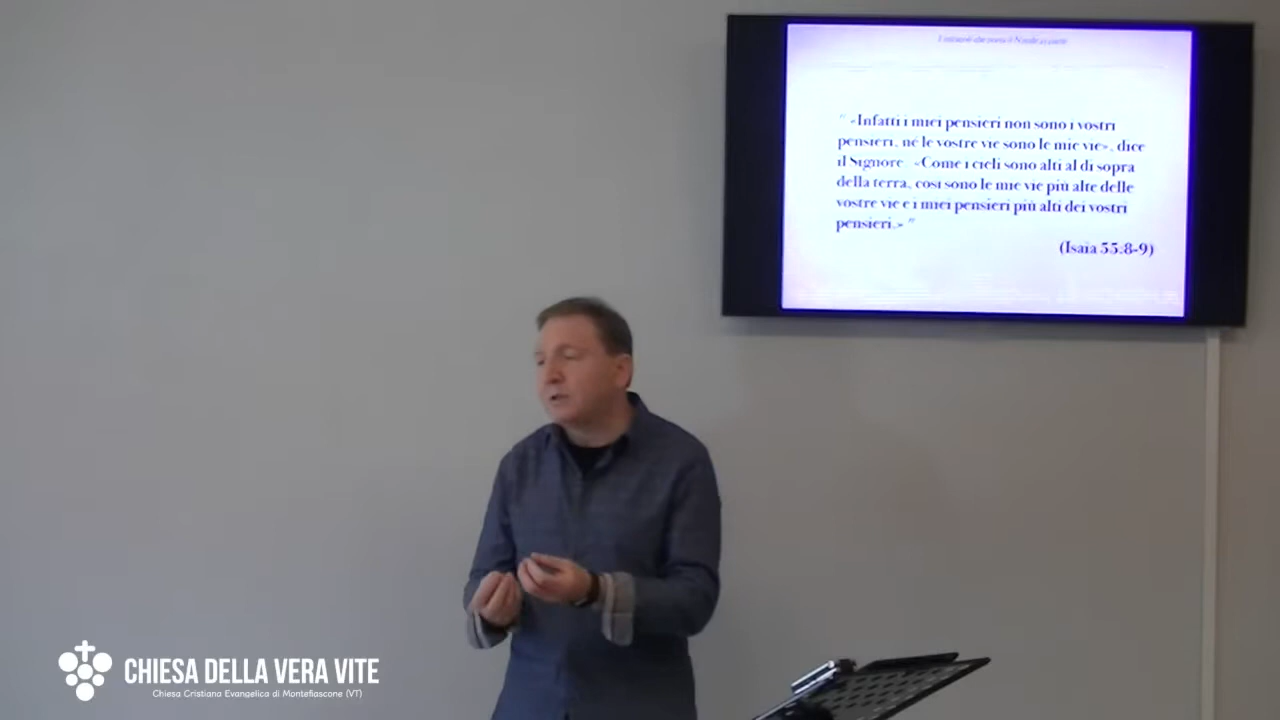 " «Infatti i miei pensieri non sono i vostri
pensieri, né le vostre vie sono le mie vie», dice
il Signore. «Come i cieli sono alti al di sopra
della terra, così sono le mie vie più alte delle
vostre vie e i miei pensieri più alti dei vostri
pensieri.» "
(Isaia 55:8-9)
CHIESA DELLA VERA VITE
Chiesa Cristiana Evangelica di Montefiascone (VT)